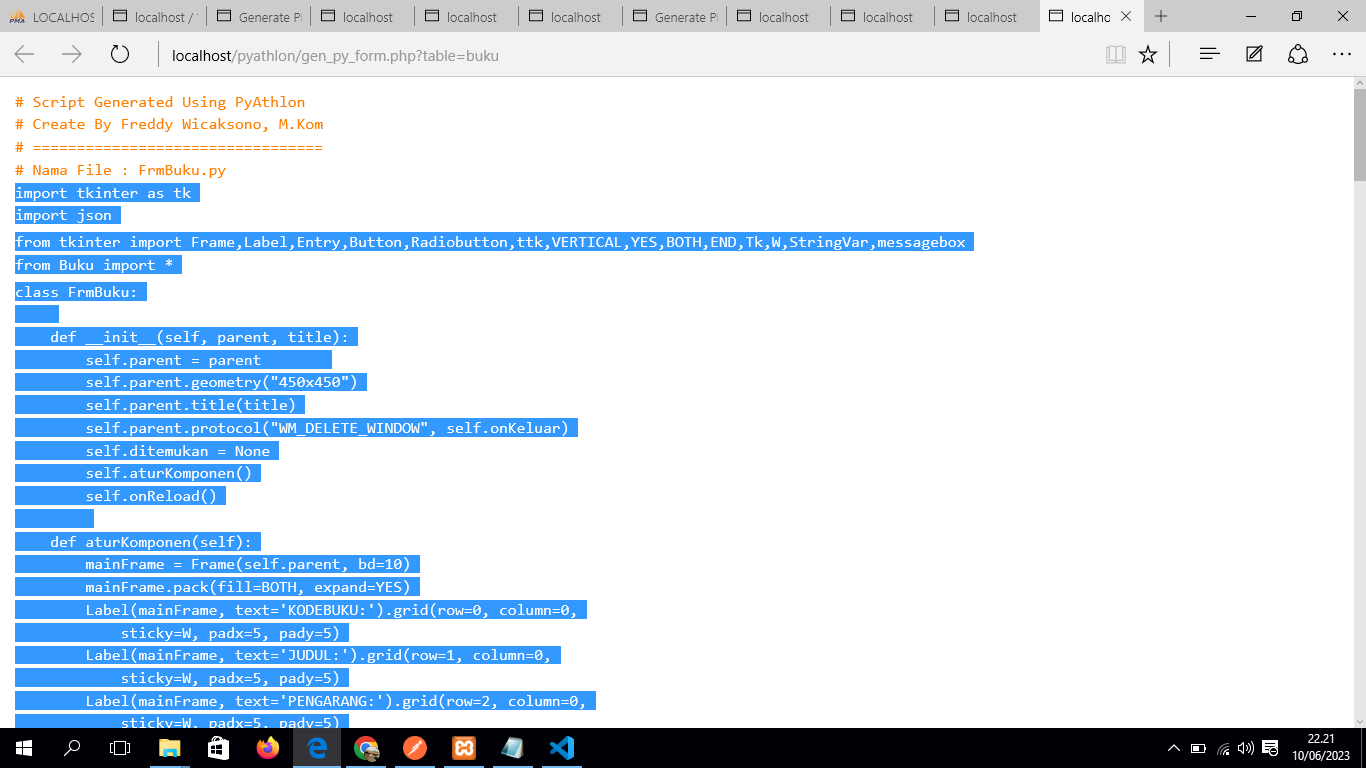 LOCALHOS
localhost /
Generate P
localhost
localhost
localhost
Generate P
localhost
localhost
localhost
localho
localhost/pyathlon/gen_py_form.php?table=buku
# Script Generated Using PyAthlon
# Create By Freddy Wicaksono, M.Kom
# =================================
# Nama File : FrmBuku.py
import tkinter as tk
import json
from tkinter import Frame,Label,Entry,Button,Radiobutton,ttk,VERTICAL,YES,BOTH,END,Tk,W,StringVar,messagebox
from Buku import *
class FrmBuku:
    def __init__(self, parent, title):
        self.parent = parent
        self.parent.geometry("450x450")
        self.parent.title(title)
        self.parent.protocol("WM_DELETE_WINDOW", self.onKeluar)
        self.ditemukan = None
        self.aturKomponen()
        self.onReload()
    def aturKomponen(self):
        mainFrame = Frame(self.parent, bd=10)
        mainFrame.pack(fill=BOTH, expand=YES)
        Label(mainFrame, text='KODEBUKU:').grid(row=0, column=0,
            sticky=W, padx=5, pady=5)
        Label(mainFrame, text='JUDUL:').grid(row=1, column=0,
            sticky=W, padx=5, pady=5)
        Label(mainFrame, text='PENGARANG:').grid(row=2, column=0,
            sticky=W, padx=5, pady=5)
22.21
10/06/2023